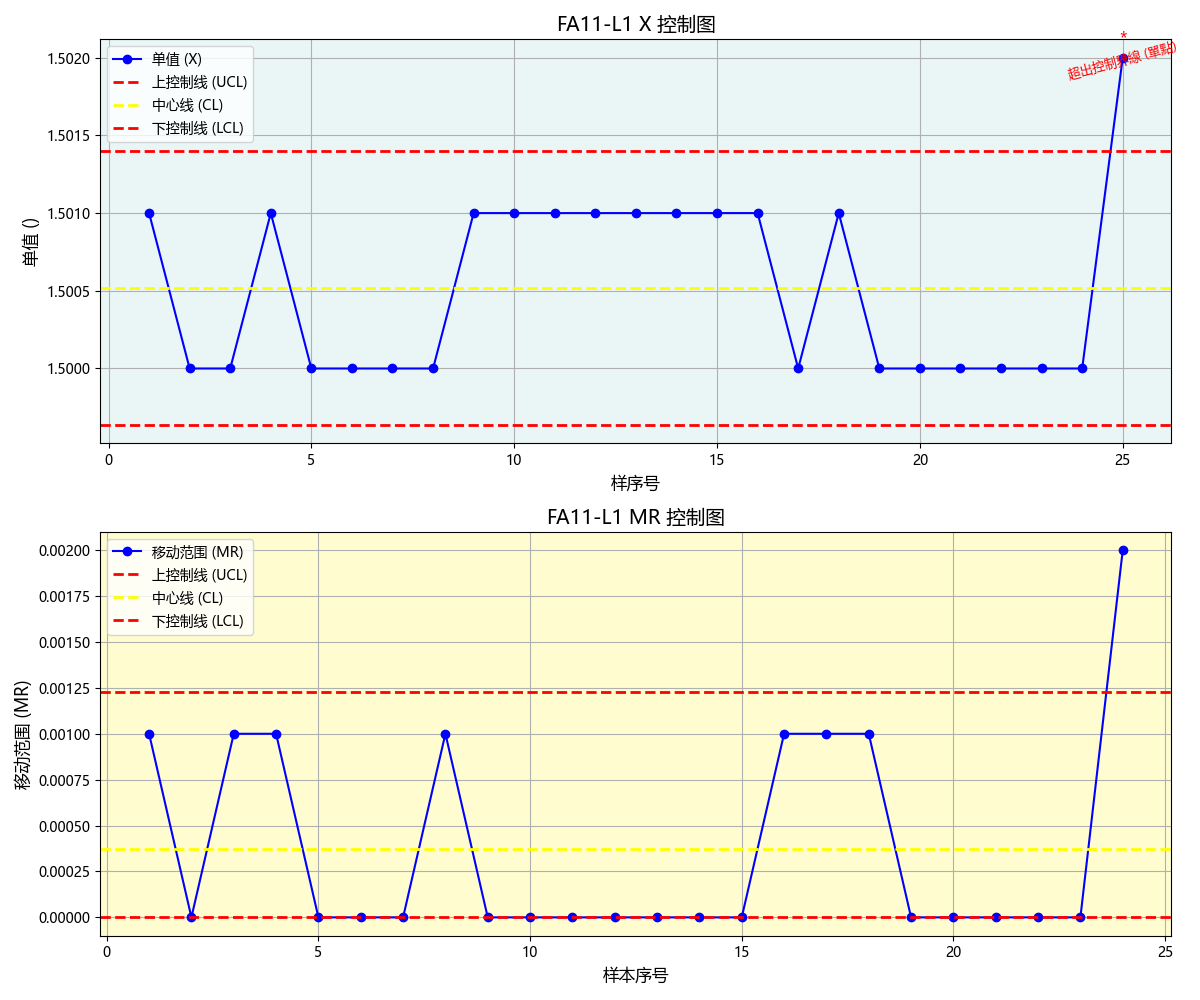 FA11-L1 X 控制图
单值 (X)
上控制线 (UCL)
中心线 (CL)
下控制线 (LCL)
*
超出控制界線 (單點)
单值 ()
1.5020
1.5015
1.5010
1.5005
1.5000
0 5 10 15 20 25
样序号
FA11-L1 MR 控制图
移动范围 (MR)
上控制线 (UCL)
中心线 (CL)
下控制线 (LCL)
移动范围 (MR)
0.00200
0.00175
0.00150
0.00125
0.00100
0.00075
0.00050
0.00025
0.00000
0 5 10 15 20 25
样本序号